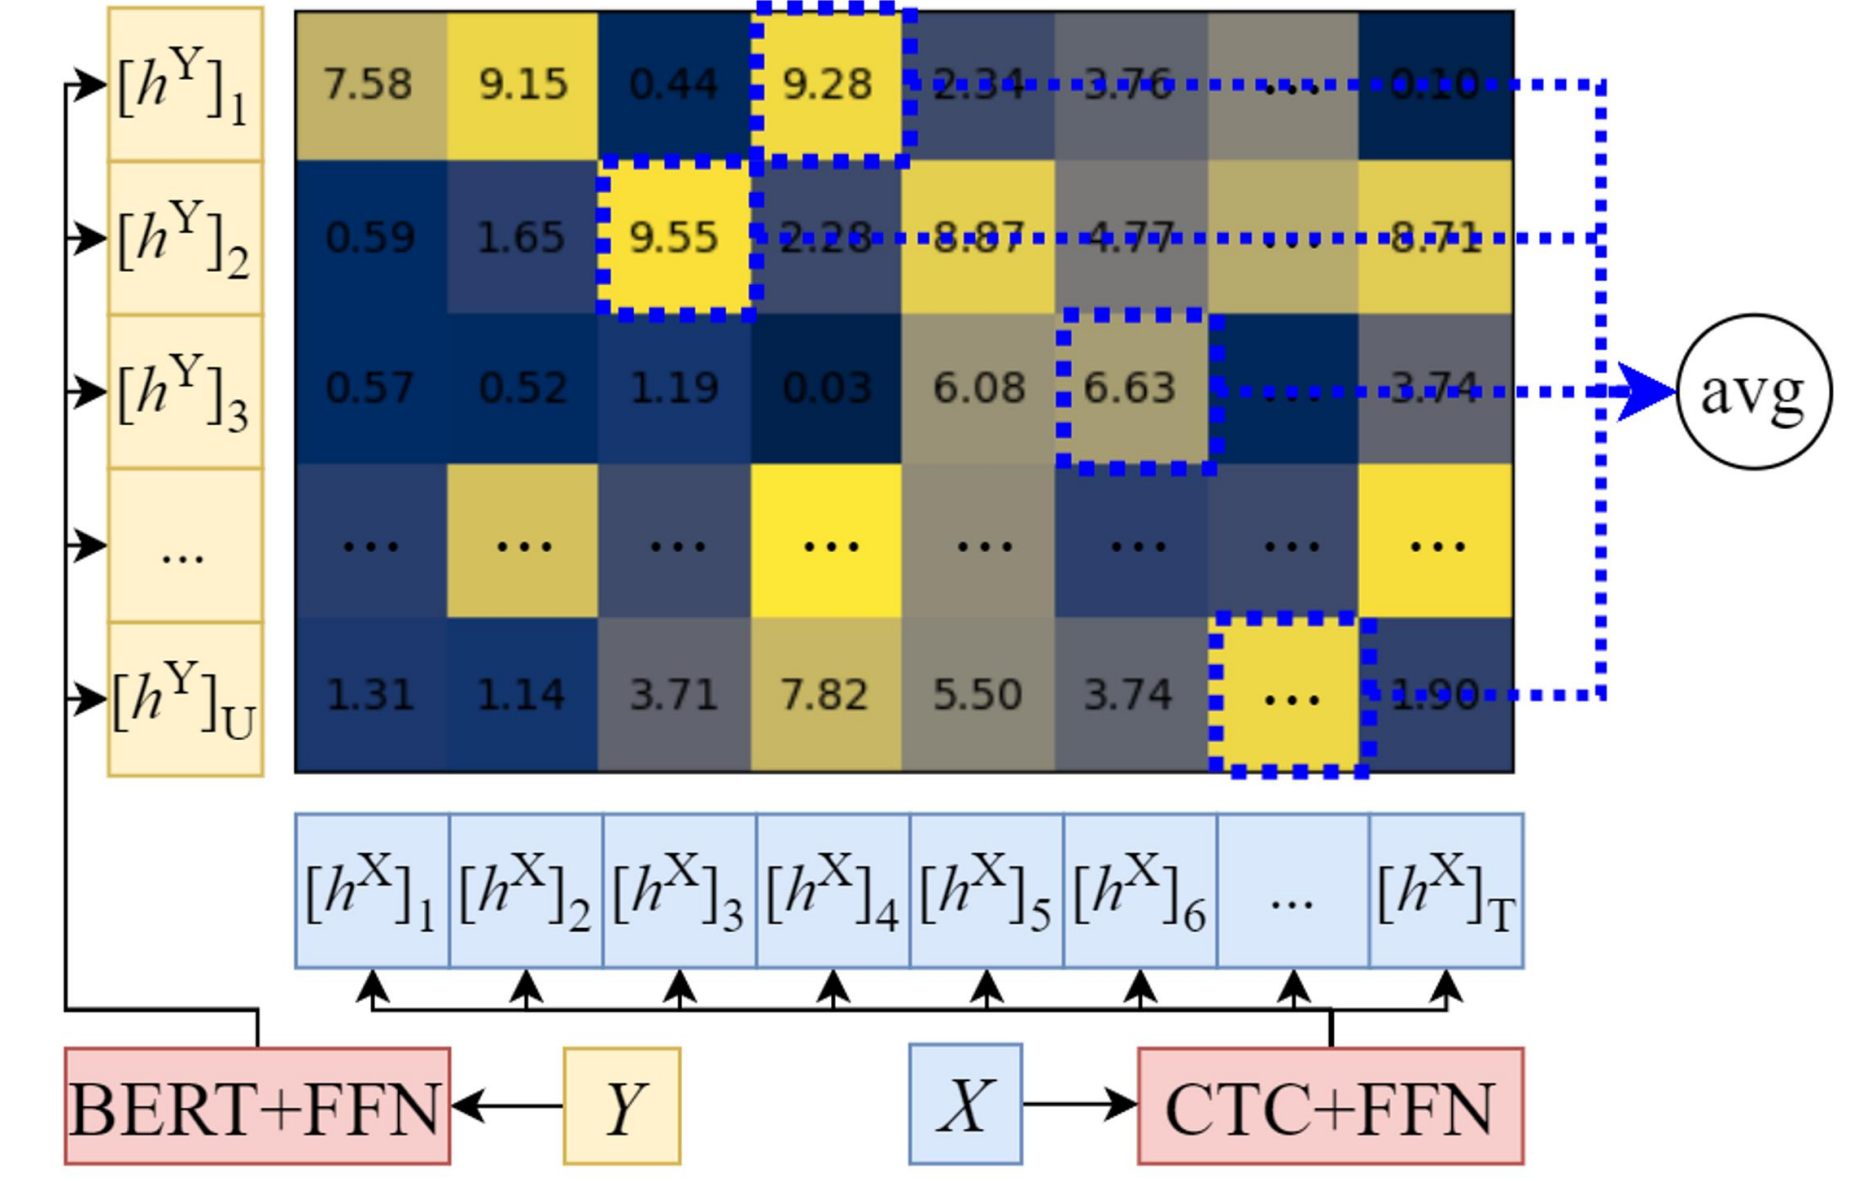 [h^Y]_1 7.58 9.15 0.44 9.28 2.34 3.76 ... 0.10
[h^Y]_2 0.59 1.65 9.55 2.28 8.87 4.77 ... 8.71
[h^Y]_3 0.57 0.52 1.19 0.03 6.08 6.63 ... 3.74 avg
... ... ... ... ... ... ... ... ...
[h^Y]_U 1.31 1.14 3.71 7.82 5.50 3.74 ... 1.90
[h^X]_1 [h^X]_2 [h^X]_3 [h^X]_4 [h^X]_5 [h^X]_6 ... [h^X]_T
BERT+FFN Y X CTC+FFN